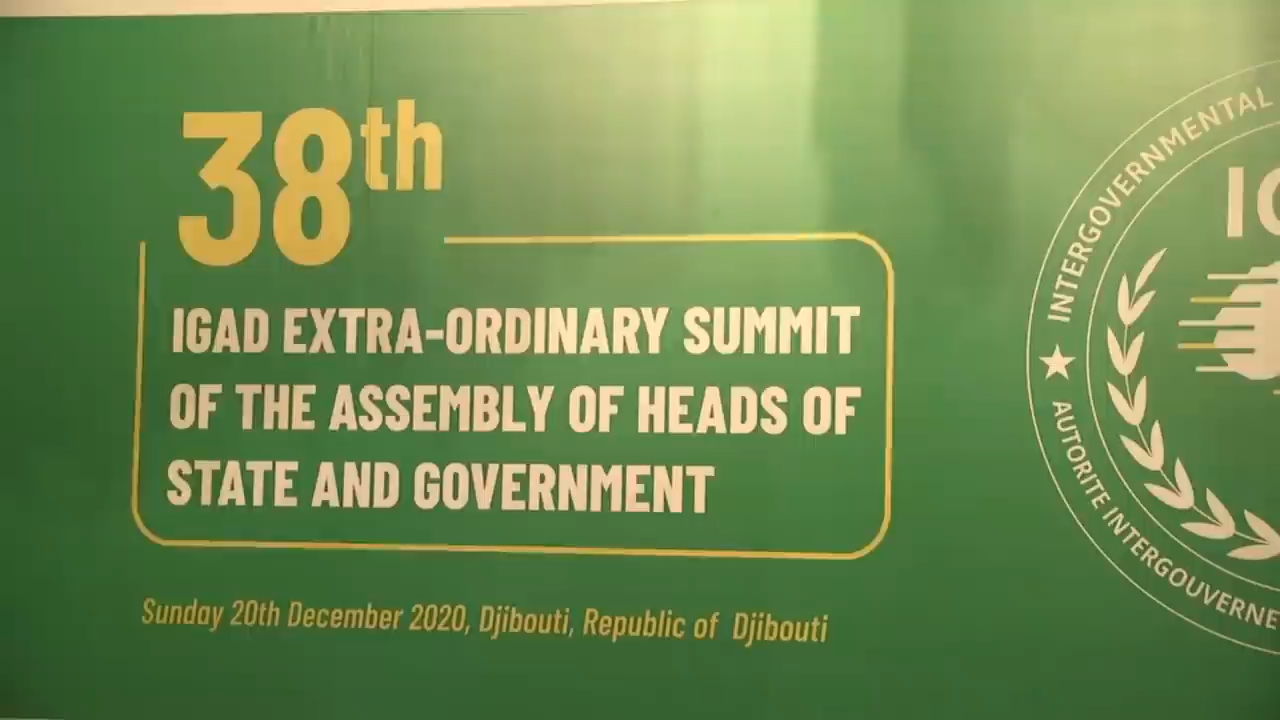 38th
IGAD EXTRA-ORDINARY SUMMIT
OF THE ASSEMBLY OF HEADS OF
STATE AND GOVERNMENT
Sunday 20th December 2020, Djibouti, Republic of Djibouti
INTERGOVERNMENTAL
AUTORITE